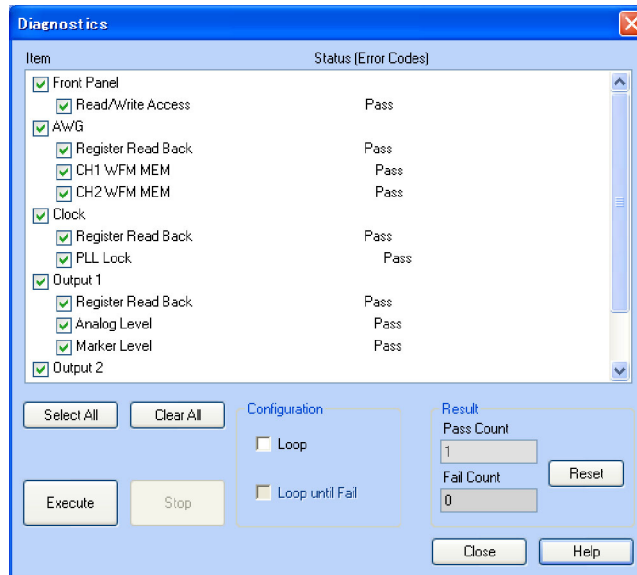 Diagnostics
Item Status (Error Codes)
Front Panel
Read/Write Access Pass
AWG
Register Read Back Pass
CH1 WFM MEM Pass
CH2 WFM MEM Pass
Clock
Register Read Back Pass
PLL Lock Pass
Output 1
Register Read Back Pass
Analog Level Pass
Marker Level Pass
Output 2
Select All Clear All
Configuration
Loop
Loop until Fail
Result
Pass Count
1
Fail Count
0
Reset
Execute Stop
Close Help